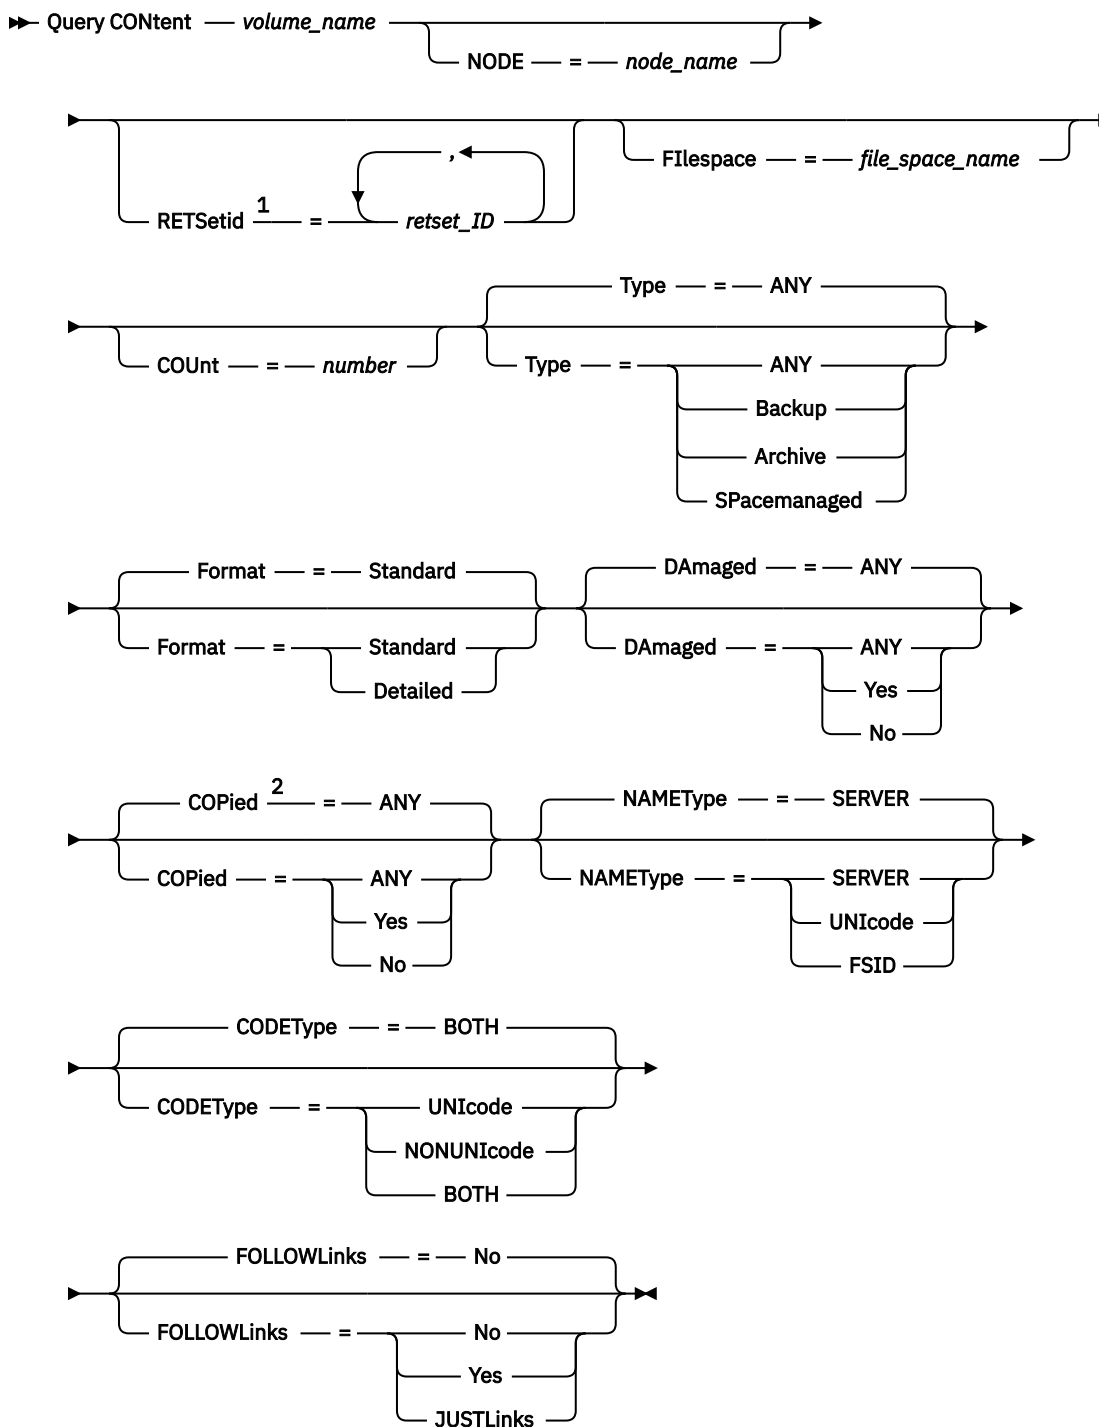 Query CONtent volume_name
NODE = node_name
,
RETSetid 1 = retset_ID
FIlespace = file_space_name
COUnt = number
Type = ANY
Type = ANY
Backup
Archive
SPacemanaged
Format = Standard
Format = Standard
Detailed
DAmaged = ANY
DAmaged = ANY
Yes
No
COPied 2 = ANY
COPied = ANY
Yes
No
NAMEType = SERVER
NAMEType = SERVER
UNIcode
FSID
CODEType = BOTH
CODEType = UNIcode
NONUNIcode
BOTH
FOLLOWLinks = No
FOLLOWLinks = No
Yes
JUSTLinks